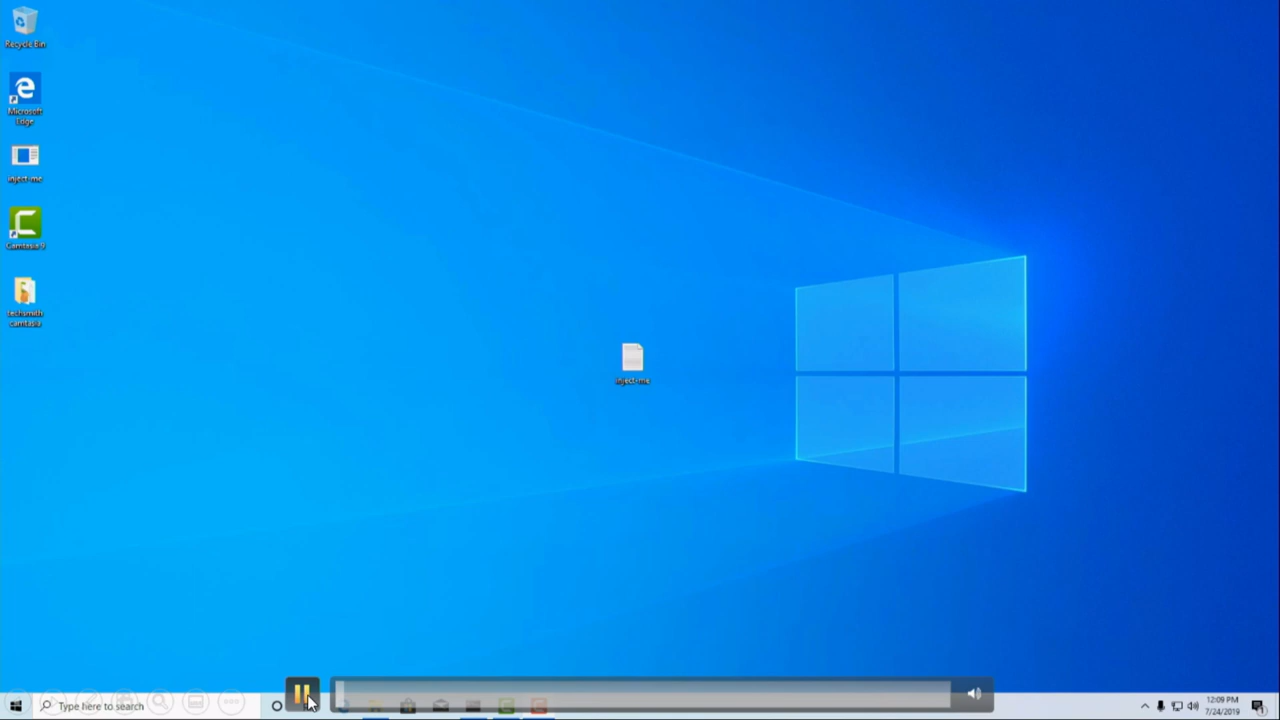 Recycle Bin
Microsoft
Edge
inject-me
Camtasia 9
techsmith
camtasia
inject-me
Type here to search
12:09 PM
7/24/2019